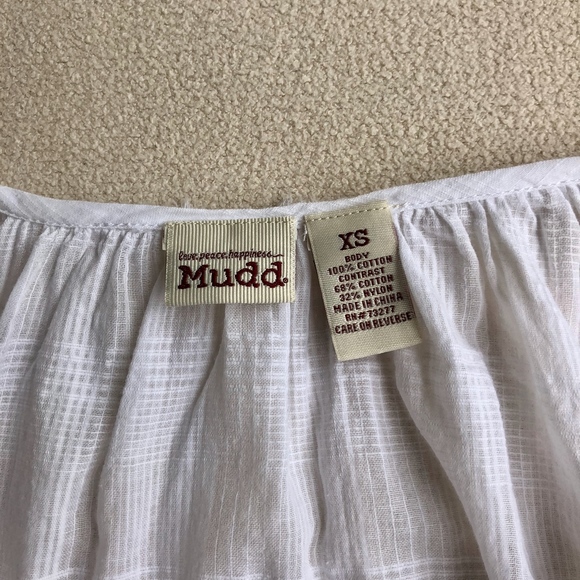 love, peace, happiness....
Mudd.
XS
BODY
100% COTTON
CONTRAST
68% COTTON
32% NYLON
MADE IN CHINA
RN#73277
CARE ON REVERSE